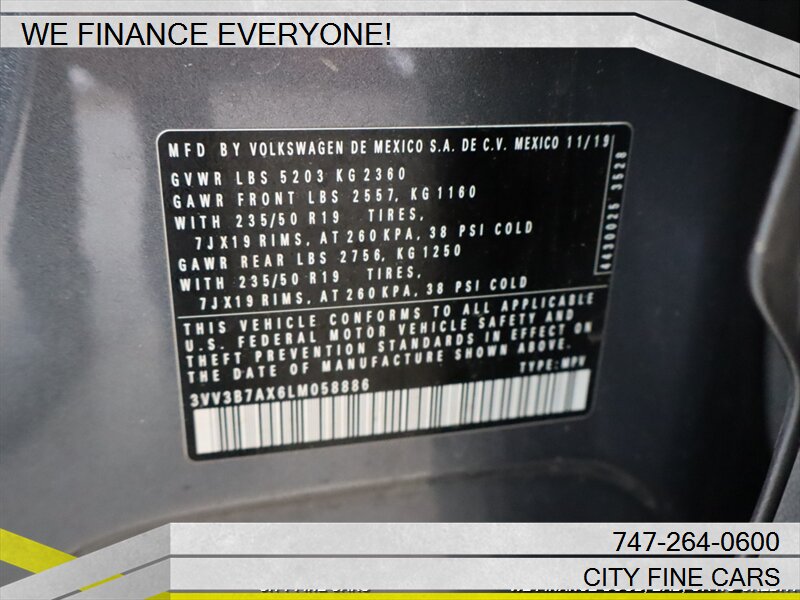 WE FINANCE EVERYONE!
MFD BY VOLKSWAGEN DE MEXICO S.A. DE C.V. MEXICO 11/19
GVWR LBS 5203 KG 2360
GAWR FRONT LBS 2557, KG 1160
WITH 235/50 R19 TIRES,
7JX19 RIMS, AT 260 KPA, 38 PSI COLD
GAWR REAR LBS 2756, KG 1250
WITH 235/50 R19 TIRES,
7JX19 RIMS, AT 260 KPA, 38 PSI COLD
4430026 3528
THIS VEHICLE CONFORMS TO ALL APPLICABLE
U.S. FEDERAL MOTOR VEHICLE SAFETY AND
THEFT PREVENTION STANDARDS IN EFFECT ON
THE DATE OF MANUFACTURE SHOWN ABOVE.
3VV3B7AX6LM058886 TYPE: MPV
747-264-0600
CITY FINE CARS